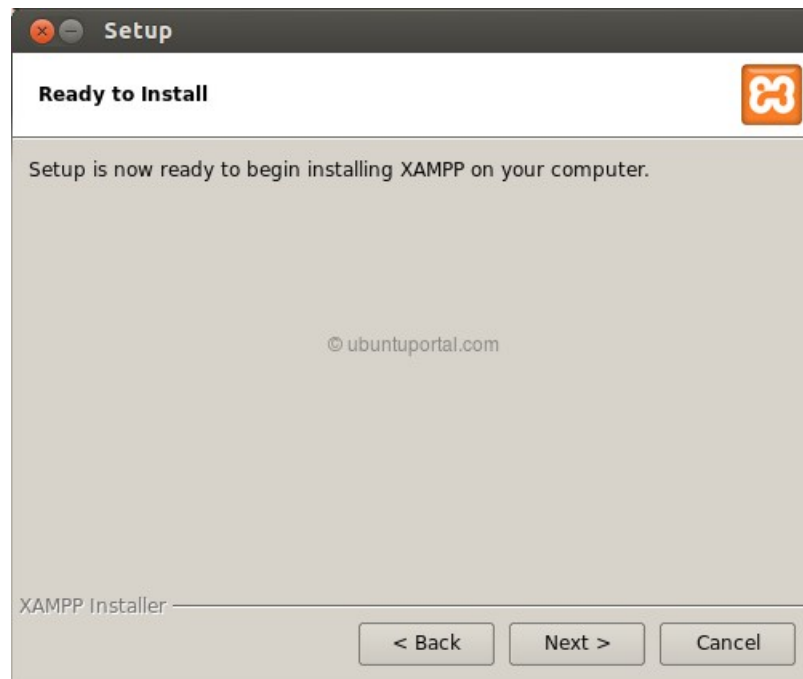 Setup
Ready to Install
Setup is now ready to begin installing XAMPP on your computer.
© ubuntuportal.com
XAMPP Installer
< Back Next > Cancel